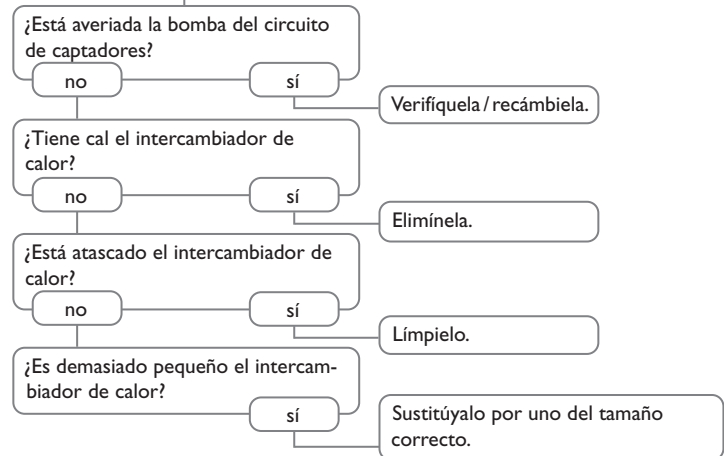 ¿Está averiada la bomba del circuito
de captadores?
no
sí
Verifíquela / recámbiela.
¿Tiene cal el intercambiador de
calor?
no
sí
Elimínela.
¿Está atascado el intercambiador de
calor?
no
sí
Límpielo.
¿Es demasiado pequeño el intercam-
biador de calor?
sí
Sustitúyalo por uno del tamaño
correcto.